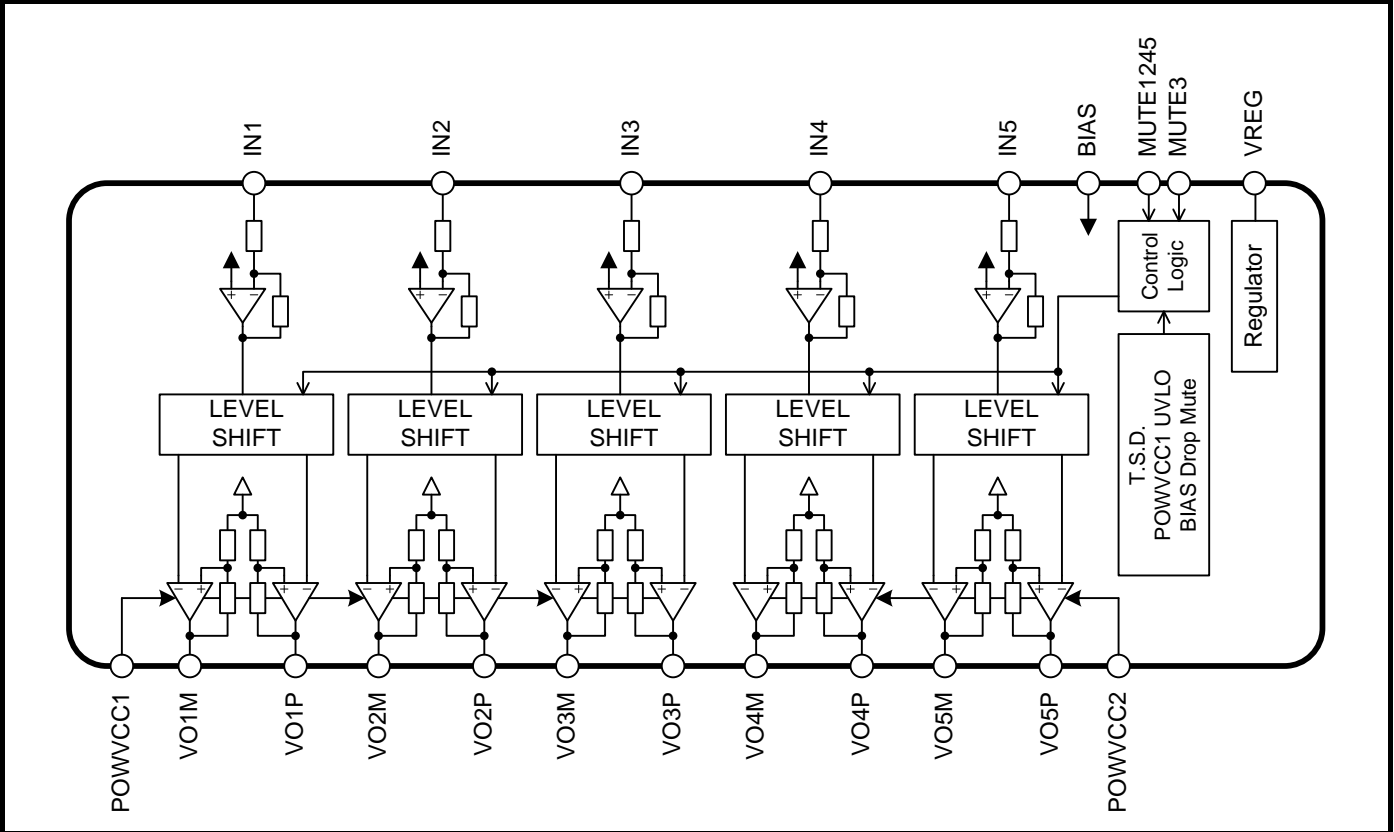 IN1
IN2
IN3
IN4
IN5
BIAS
MUTE1245
MUTE3
VREG
+ −
+ −
+ −
+ −
+ −
Control
Logic
Regulator
LEVEL
SHIFT
LEVEL
SHIFT
LEVEL
SHIFT
LEVEL
SHIFT
LEVEL
SHIFT
T.S.D.
POWVCC1 UVLO
BIAS Drop Mute
− +
+ −
− +
+ −
− +
+ −
− +
+ −
− +
+ −
POWVCC1
VO1M
VO1P
VO2M
VO2P
VO3M
VO3P
VO4M
VO4P
VO5M
VO5P
POWVCC2